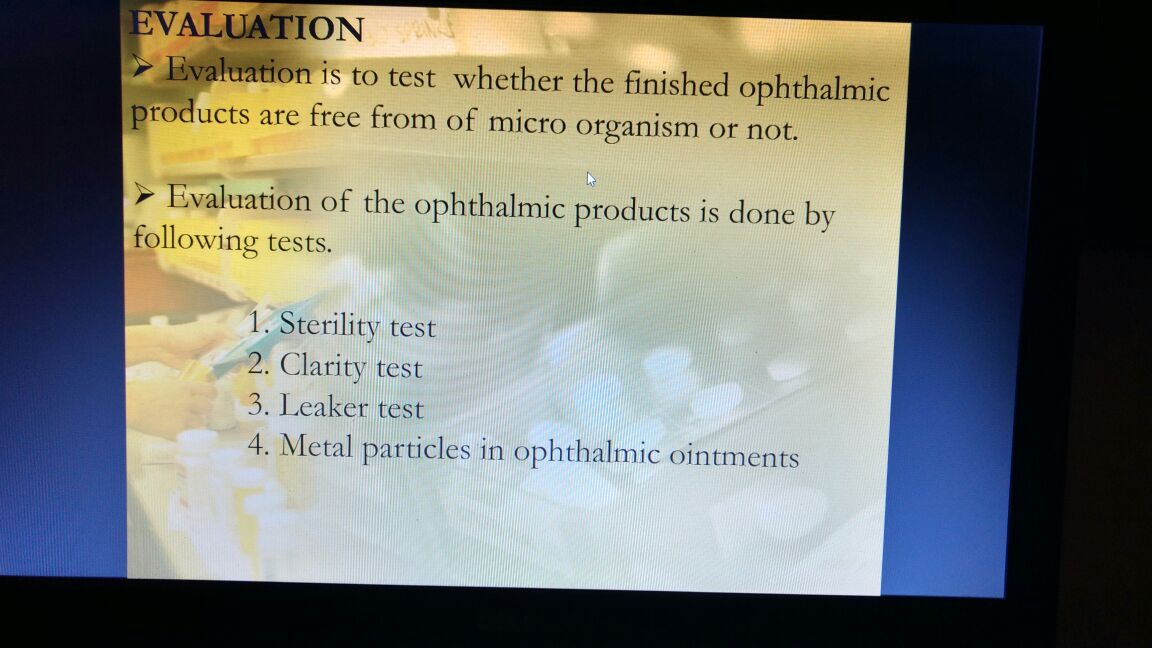 EVALUATION
➢ Evaluation is to test whether the finished ophthalmic
products are free from of micro organism or not.
➢ Evaluation of the ophthalmic products is done by
following tests.
1. Sterility test
2. Clarity test
3. Leaker test
4. Metal particles in ophthalmic ointments